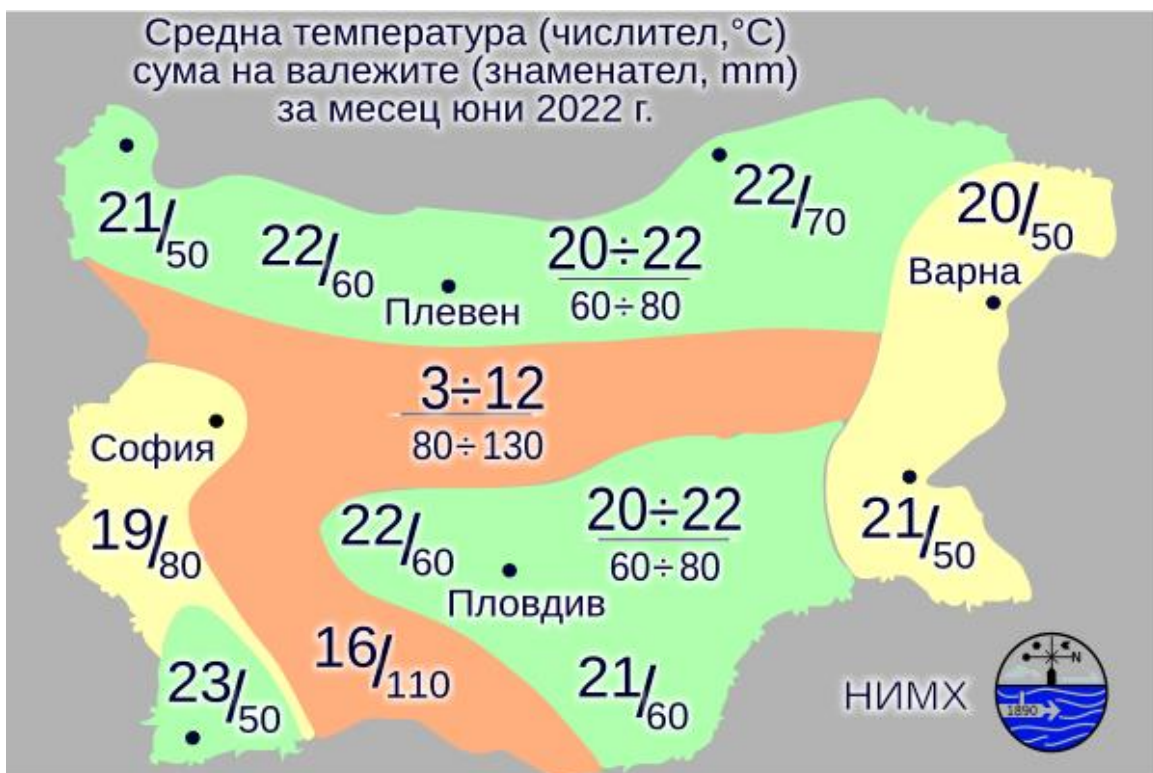 Средна температура (числител,°C)
сума на валежите (знаменател, mm)
за месец юни 2022 г.
21/50
22/60
Плевен
20÷22
60÷80
22/70
20/50
Варна
3÷12
80÷130
София
19/80
22/60
Пловдив
20÷22
60÷80
21/50
23/50
16/110
21/60
НИМХ
N
1890